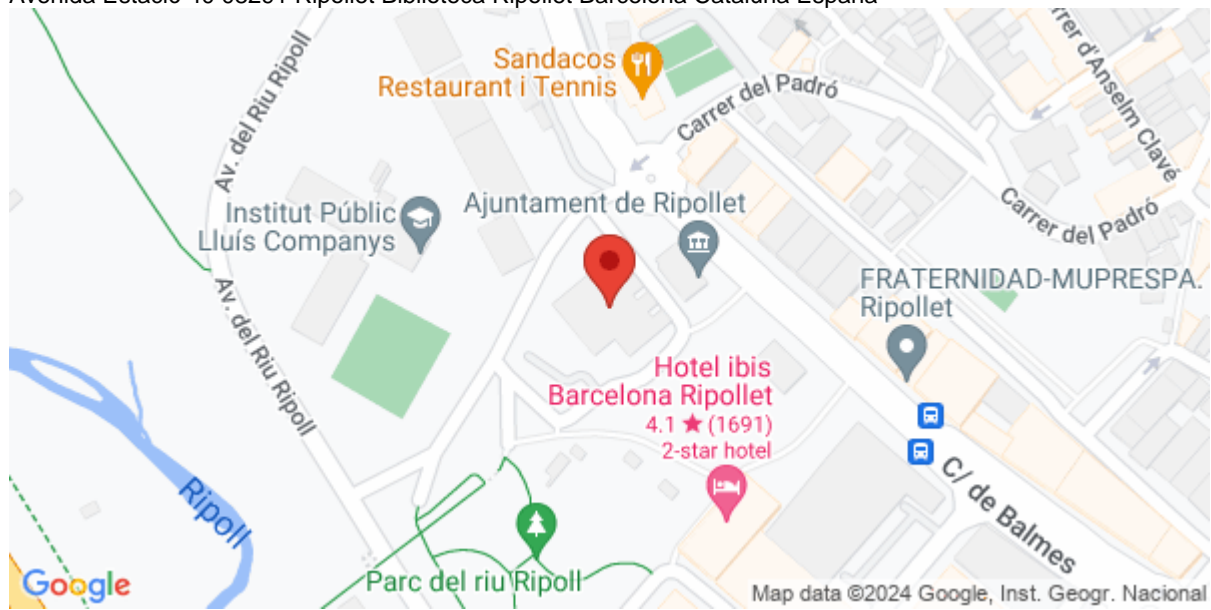 Sandacos
Restaurant i Tennis
Carrer del Padró
Carrer d'Anselm Clavé
Av. del Riu Ripoll
Institut Públic
Lluís Companys
Ajuntament de Ripollet
Carrer del Padró
FRATERNIDAD-MUPRESPA.
Ripollet
Av. del Riu Ripoll
Hotel ibis
Barcelona Ripollet
4.1 ★ (1691)
2-star hotel
C/ de Balmes
Ripoll
Parc del riu Ripoll
Google
Map data ©2024 Google, Inst. Geogr. Nacional